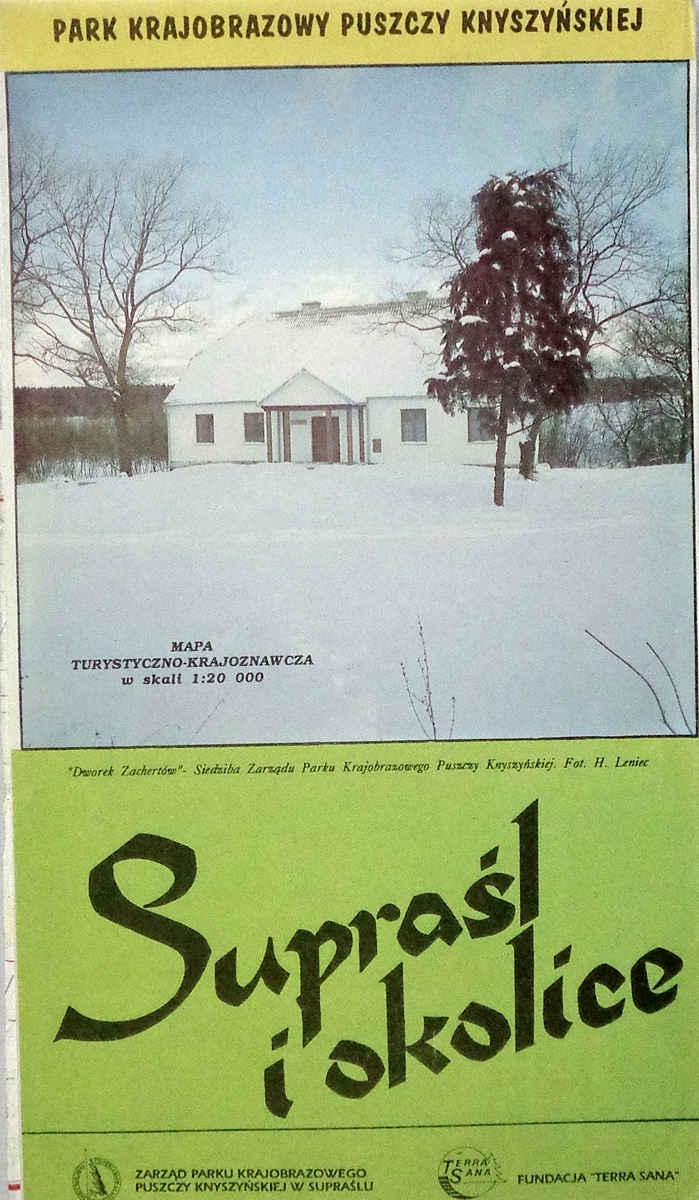 PARK KRAJOBRAZOWY PUSZCZY KNYSZYŃSKIEJ
MAPA
TURYSTYCZNO-KRAJOZNAWCZA
w skali 1:20 000
"Dworek Zachertów"- Siedziba Zarządu Parku Krajobrazowego Puszczy Knyszyńskiej. Fot. H. Leniec
Supraśl
i okolice
ZARZĄD PARKU KRAJOBRAZOWEGO
PUSZCZY KNYSZYŃSKIEJ W SUPRAŚLU
TERRA
SANA
FUNDACJA "TERRA SANA"